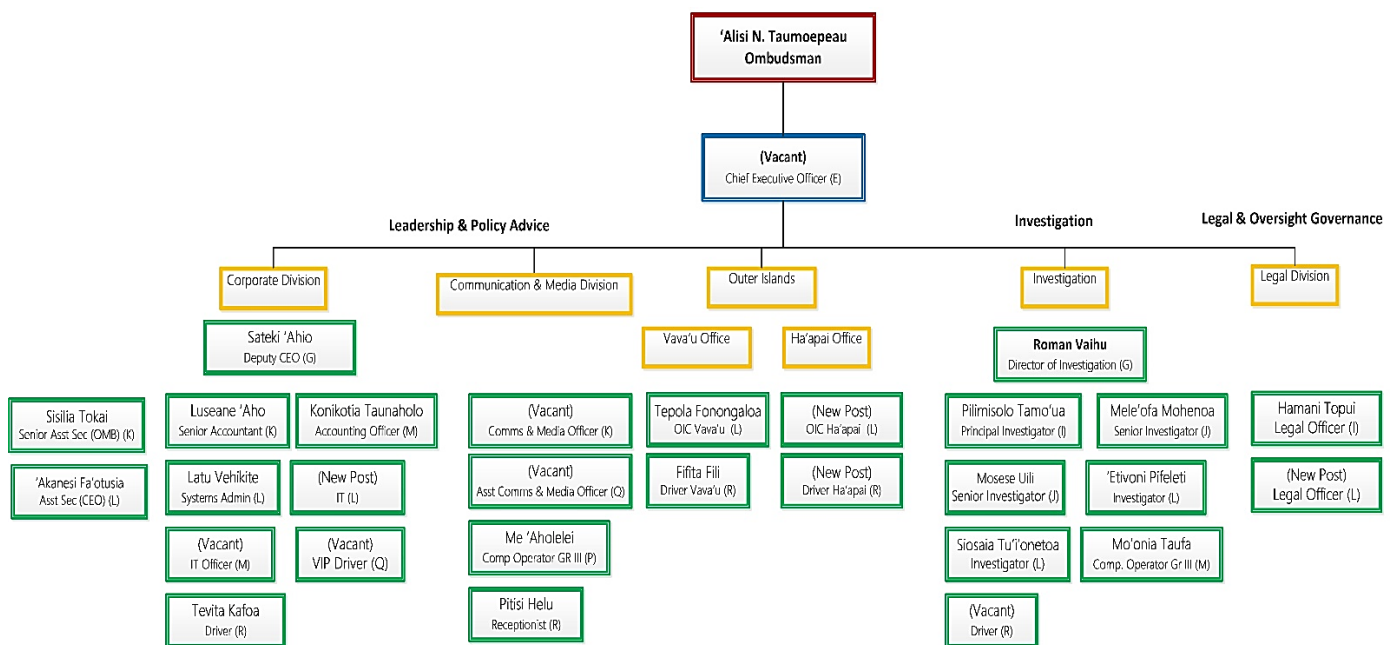 ‘Alisi N. Taumoepeau
Ombudsman
(Vacant)
Chief Executive Officer (E)
Leadership & Policy Advice
Investigation
Legal & Oversight Governance
Corporate Division
Communication & Media Division
Outer Islands
Investigation
Legal Division
Sateki ‘Ahio
Deputy CEO (G)
Vava’u Office
Ha’apai Office
Roman Vaihu
Director of Investigation (G)
Sisilia Tokai
Senior Asst Sec (OMB) (K)
‘Akanesi Fa’otusia
Asst Sec (CEO) (L)
Luseane ‘Aho
Senior Accountant (K)
Konikotia Taunaholo
Accounting Officer (M)
Latu Vehikite
Systems Admin (L)
(New Post)
IT (L)
(Vacant)
IT Officer (M)
(Vacant)
VIP Driver (Q)
Tevita Kafoa
Driver (R)
(Vacant)
Comms & Media Officer (K)
(Vacant)
Asst Comms & Media Officer (Q)
Me ‘Aholelei
Comp Operator GR III (P)
Pitisi Helu
Receptionist (R)
Tepola Fonongaloa
OIC Vava’u (L)
Fifita Fili
Driver Vava’u (R)
(New Post)
OIC Ha’apai (L)
(New Post)
Driver Ha’apai (R)
Pilimisolo Tamo’ua
Principal Investigator (I)
Mele’ofa Mohenoa
Senior Investigator (J)
Mosese Uili
Senior Investigator (J)
‘Etivoni Pifeleti
Investigator (L)
Siosaia Tu’i’onetoa
Investigator (L)
Mo’onia Taufa
Comp. Operator Gr III (M)
(Vacant)
Driver (R)
Hamani Topui
Legal Officer (I)
(New Post)
Legal Officer (L)